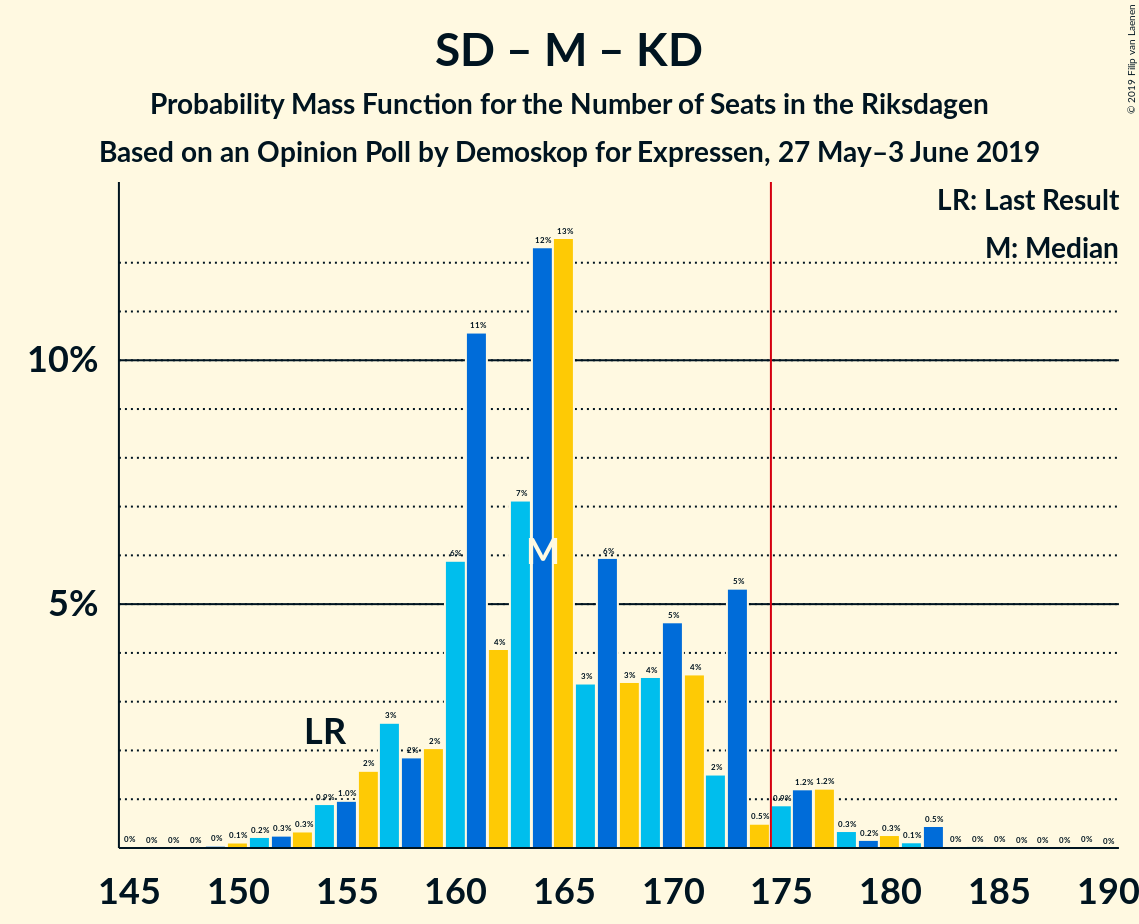 SD – M – KD
Probability Mass Function for the Number of Seats in the Riksdagen
Based on an Opinion Poll by Demoskop for Expressen, 27 May–3 June 2019
© 2019 Filip van Laenen
LR: Last Result
M: Median
10%
5%
LR
M
0% 0% 0% 0% 0% 0.1% 0.2% 0.3% 0.3% 0.9% 1.0% 2% 3% 2% 2% 6% 11% 4% 7% 12% 13% 3% 6% 3% 4% 5% 4% 2% 5% 0.5% 0.9% 1.2% 1.2% 0.3% 0.2% 0.3% 0.1% 0.5% 0% 0% 0% 0% 0% 0% 0% 0%
145 150 155 160 165 170 175 180 185 190